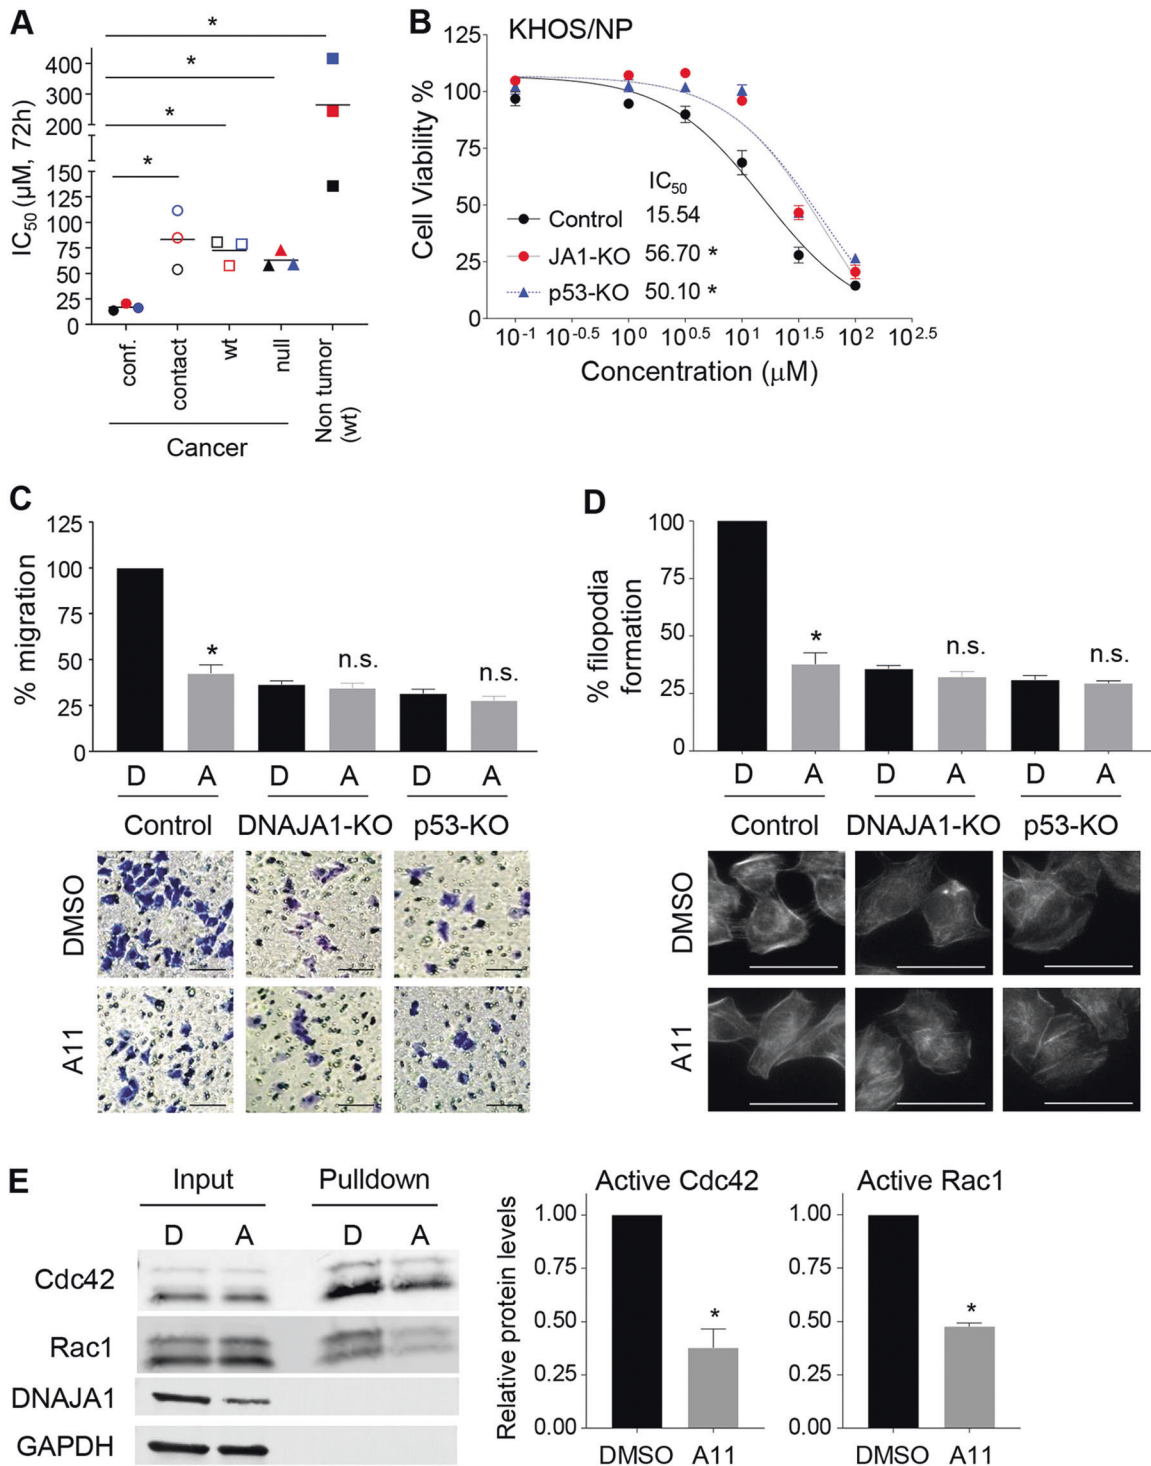 A
*
*
*
*
IC50 (µM, 72h)
400
300
200
150
125
100
75
50
25
0
conf.
contact
wt
null
Non tumor
(wt)
Cancer
B
KHOS/NP
Cell Viability %
125
100
75
50
25
0
IC50
Control 15.54
JA1-KO 56.70 *
p53-KO 50.10 *
10-1 10-0.5 100 100.5 101 101.5 102 102.5
Concentration (µM)
C
% migration
125
100
75
50
25
0
*
n.s.
n.s.
D A D A D A
Control DNAJA1-KO p53-KO
DMSO
A11
D
% filopodia
formation
100
75
50
25
0
*
n.s.
n.s.
D A D A D A
Control DNAJA1-KO p53-KO
DMSO
A11
E
Input Pulldown
D A D A
Cdc42
Rac1
DNAJA1
GAPDH
Active Cdc42
Relative protein levels
1.00
0.75
0.50
0.25
0.00
*
DMSO A11
Active Rac1
1.00
0.75
0.50
0.25
0.00
*
DMSO A11